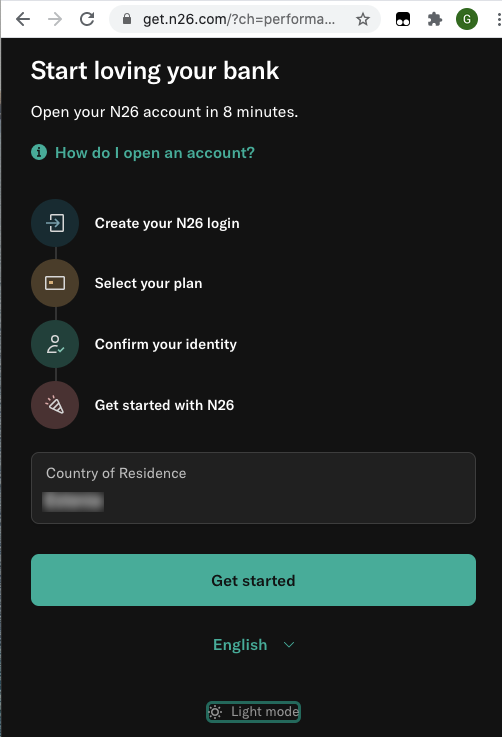 get.n26.com/?ch=performa...
G
Start loving your bank
Open your N26 account in 8 minutes.
How do I open an account?
Create your N26 login
Select your plan
Confirm your identity
Get started with N26
Country of Residence
Get started
English
Light mode